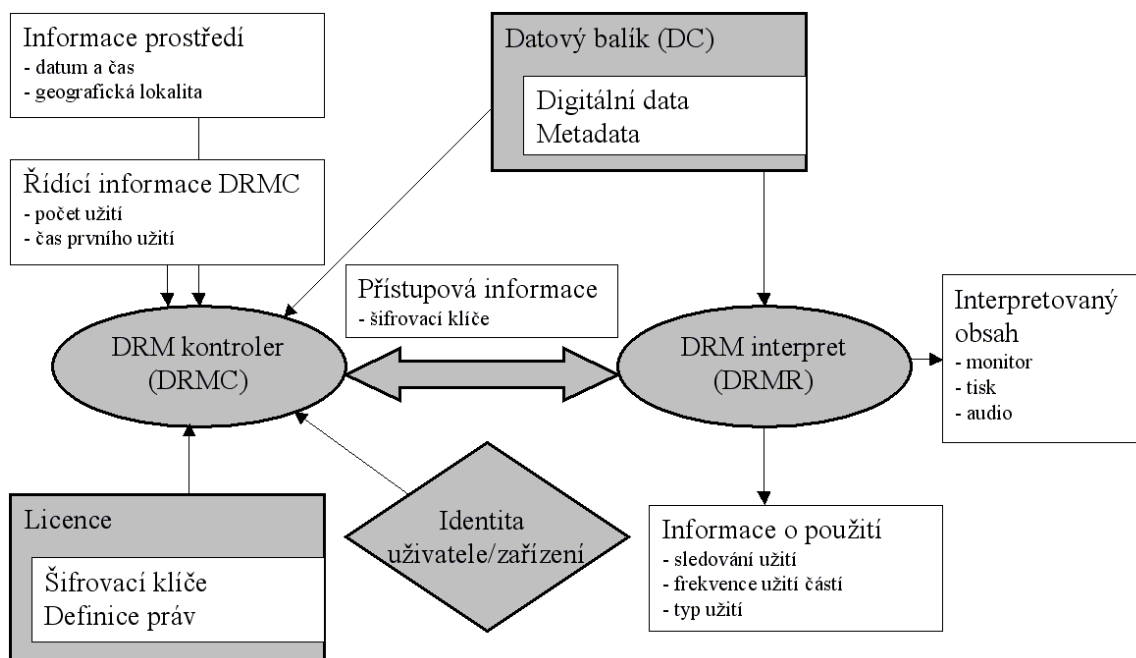 Informace prostředí
- datum a čas
- geografická lokalita
Datový balík (DC)
Digitální data
Metadata
Řídící informace DRMC
- počet užití
- čas prvního užití
Přístupová informace
- šifrovací klíče
DRM kontroler
(DRMC)
DRM interpret
(DRMR)
Interpretovaný
obsah
- monitor
- tisk
- audio
Licence
Šifrovací klíče
Definice práv
Identita
uživatele/zařízení
Informace o použití
- sledování užití
- frekvence užití částí
- typ užití